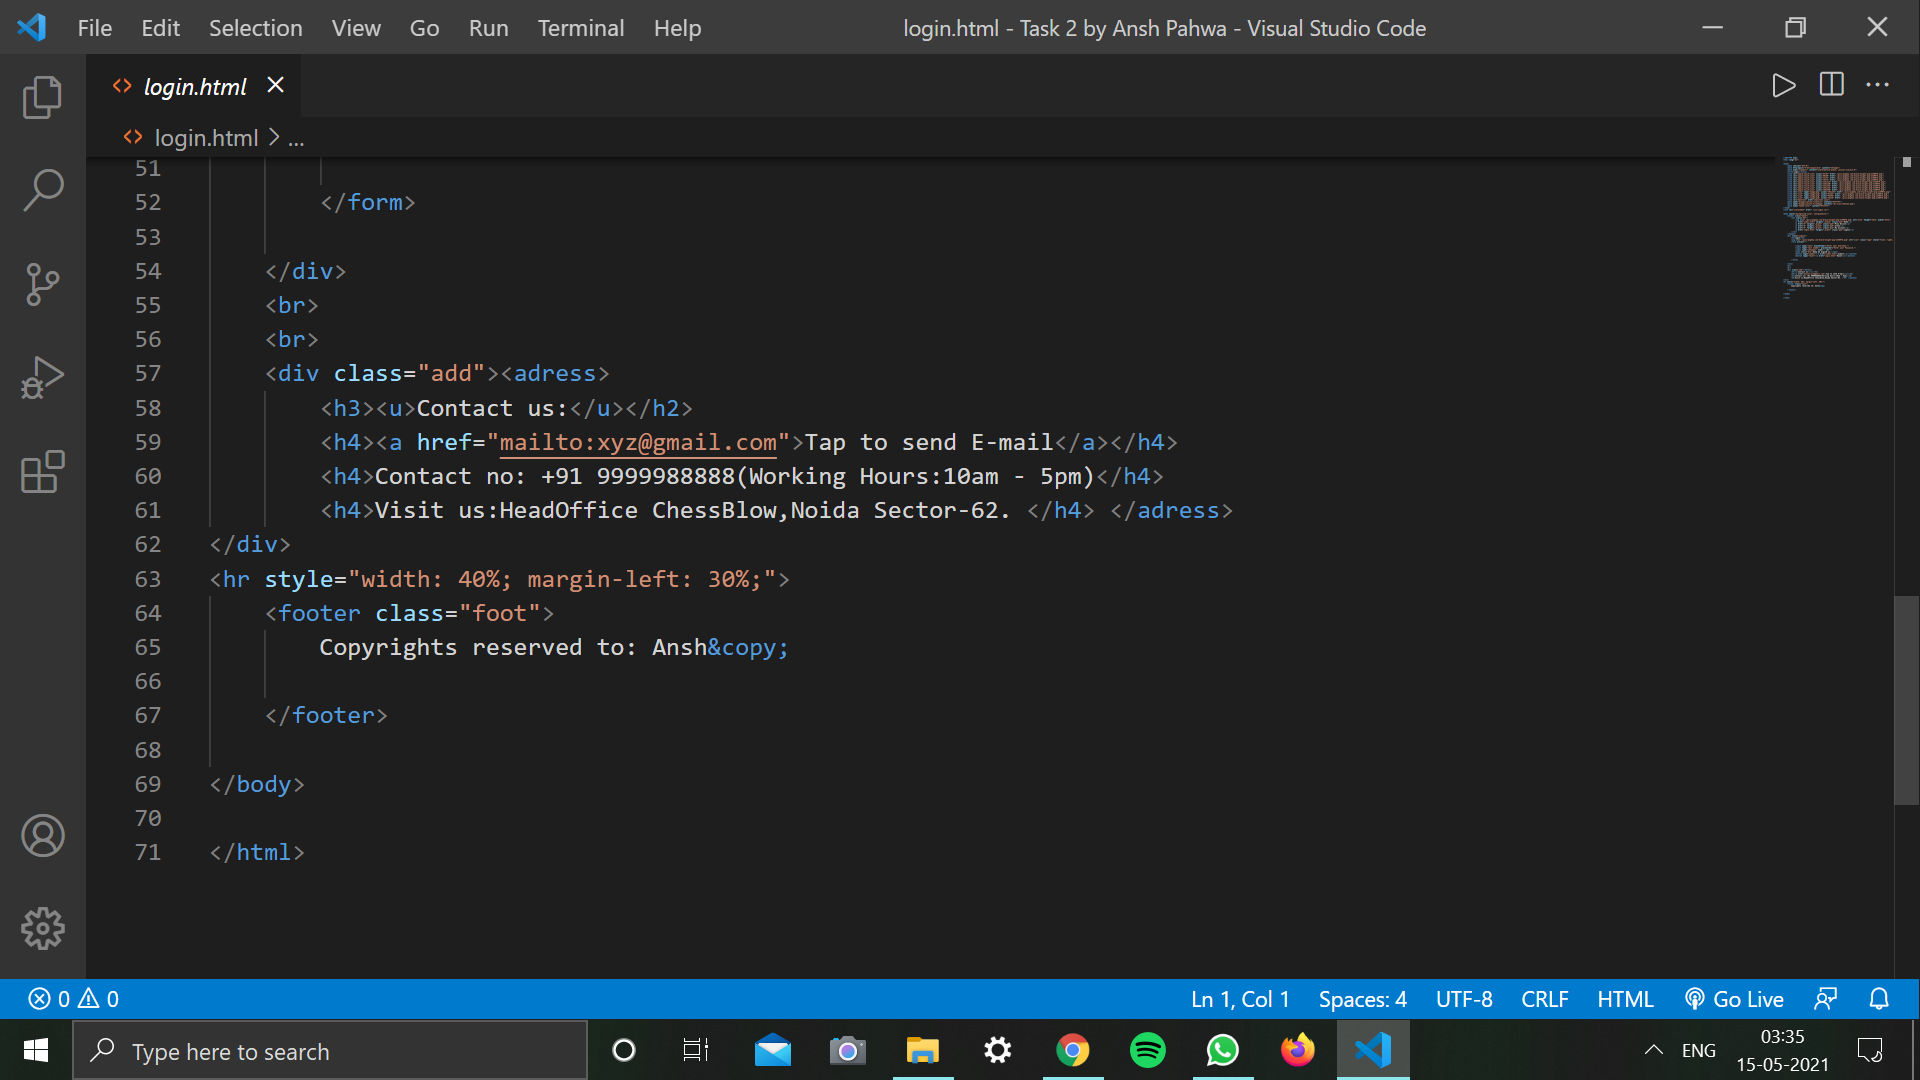 File Edit Selection View Go Run Terminal Help login.html - Task 2 by Ansh Pahwa - Visual Studio Code
login.html
login.html > ...
51
52 </form>
53
54 </div>
55 <br>
56 <br>
57 <div class="add"><adress>
58 <h3><u>Contact us:</u></h2>
59 <h4><a href="mailto:xyz@gmail.com">Tap to send E-mail</a></h4>
60 <h4>Contact no: +91 9999988888(Working Hours:10am - 5pm)</h4>
61 <h4>Visit us:HeadOffice ChessBlow,Noida Sector-62. </h4> </adress>
62 </div>
63 <hr style="width: 40%; margin-left: 30%;">
64 <footer class="foot">
65 Copyrights reserved to: Ansh&copy;
66
67 </footer>
68
69 </body>
70
71 </html>
0 0 Ln 1, Col 1 Spaces: 4 UTF-8 CRLF HTML Go Live
Type here to search ENG 03:35
15-05-2021